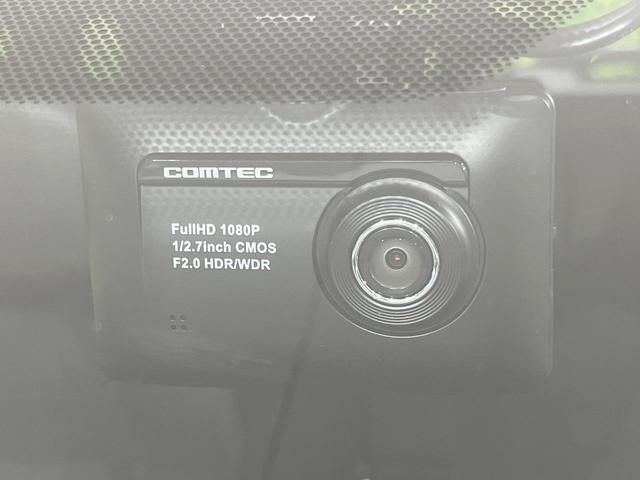 COMTEC
FullHD 1080P
1/2.7inch CMOS
F2.0 HDR/WDR